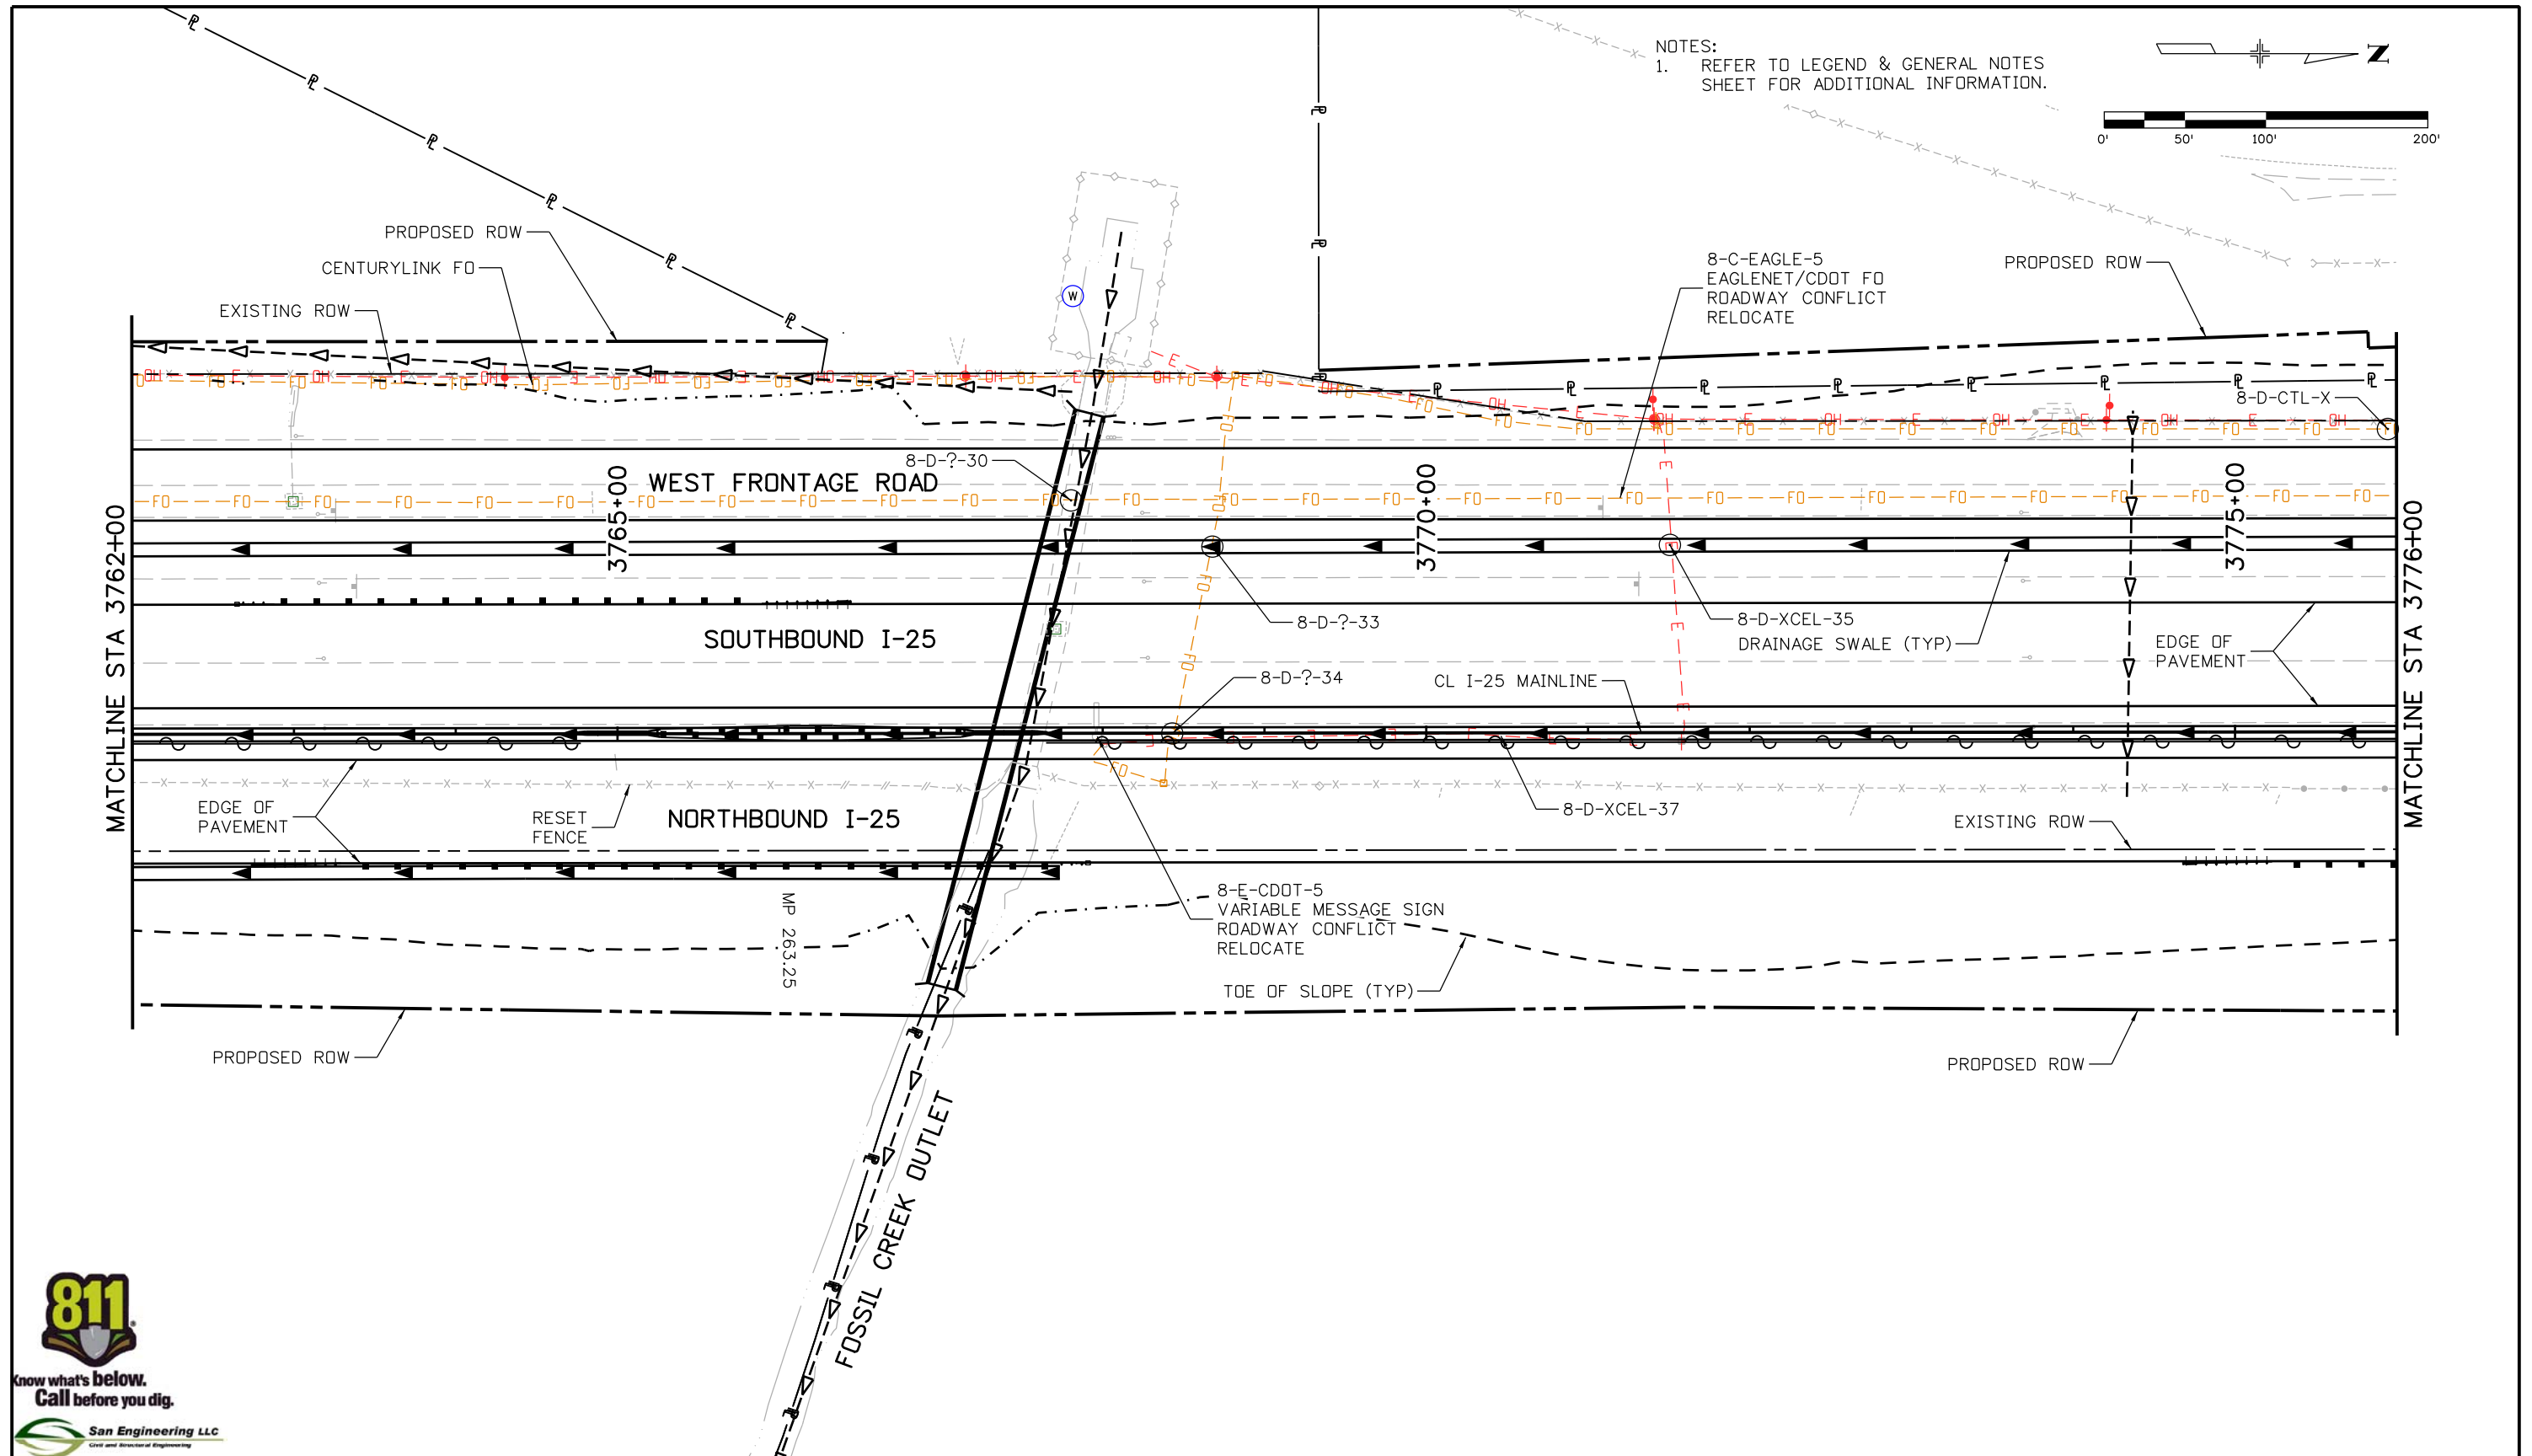 NOTES:
1. REFER TO LEGEND & GENERAL NOTES
SHEET FOR ADDITIONAL INFORMATION.
N
0' 50' 100' 200'
PROPOSED ROW
CENTURYLINK FO
EXISTING ROW
8-C-EAGLE-5
EAGLENET/CDOT FO
ROADWAY CONFLICT
RELOCATE
PROPOSED ROW
8-D-CTL-X
W
8-D-?-30
WEST FRONTAGE ROAD
3765+00
3770+00
3775+00
MATCHLINE STA 3762+00
MATCHLINE STA 3776+00
8-D-?-33
8-D-XCEL-35
DRAINAGE SWALE (TYP)
EDGE OF
PAVEMENT
SOUTHBOUND I-25
8-D-?-34
CL I-25 MAINLINE
EDGE OF
PAVEMENT
RESET
FENCE
NORTHBOUND I-25
8-D-XCEL-37
EXISTING ROW
MP 263.25
8-E-CDOT-5
VARIABLE MESSAGE SIGN
ROADWAY CONFLICT
RELOCATE
TOE OF SLOPE (TYP)
PROPOSED ROW
PROPOSED ROW
FOSSIL CREEK OUTLET
811
Know what's below.
Call before you dig.
San Engineering LLC
Civil and Structural Engineering